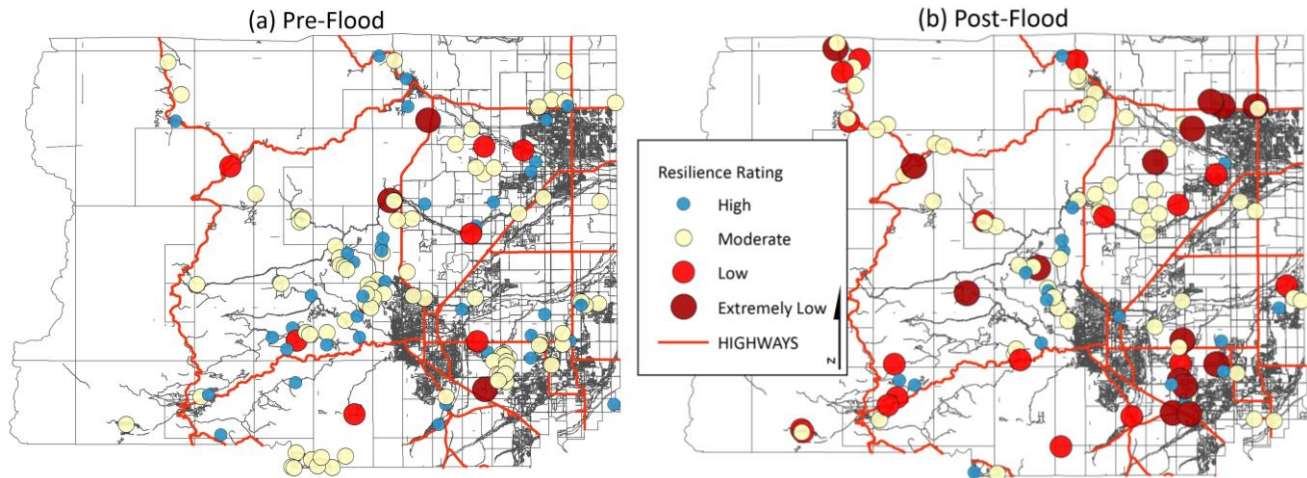 (a) Pre-Flood
(b) Post-Flood
Resilience Rating
High
Moderate
Low
Extremely Low
HIGHWAYS
N